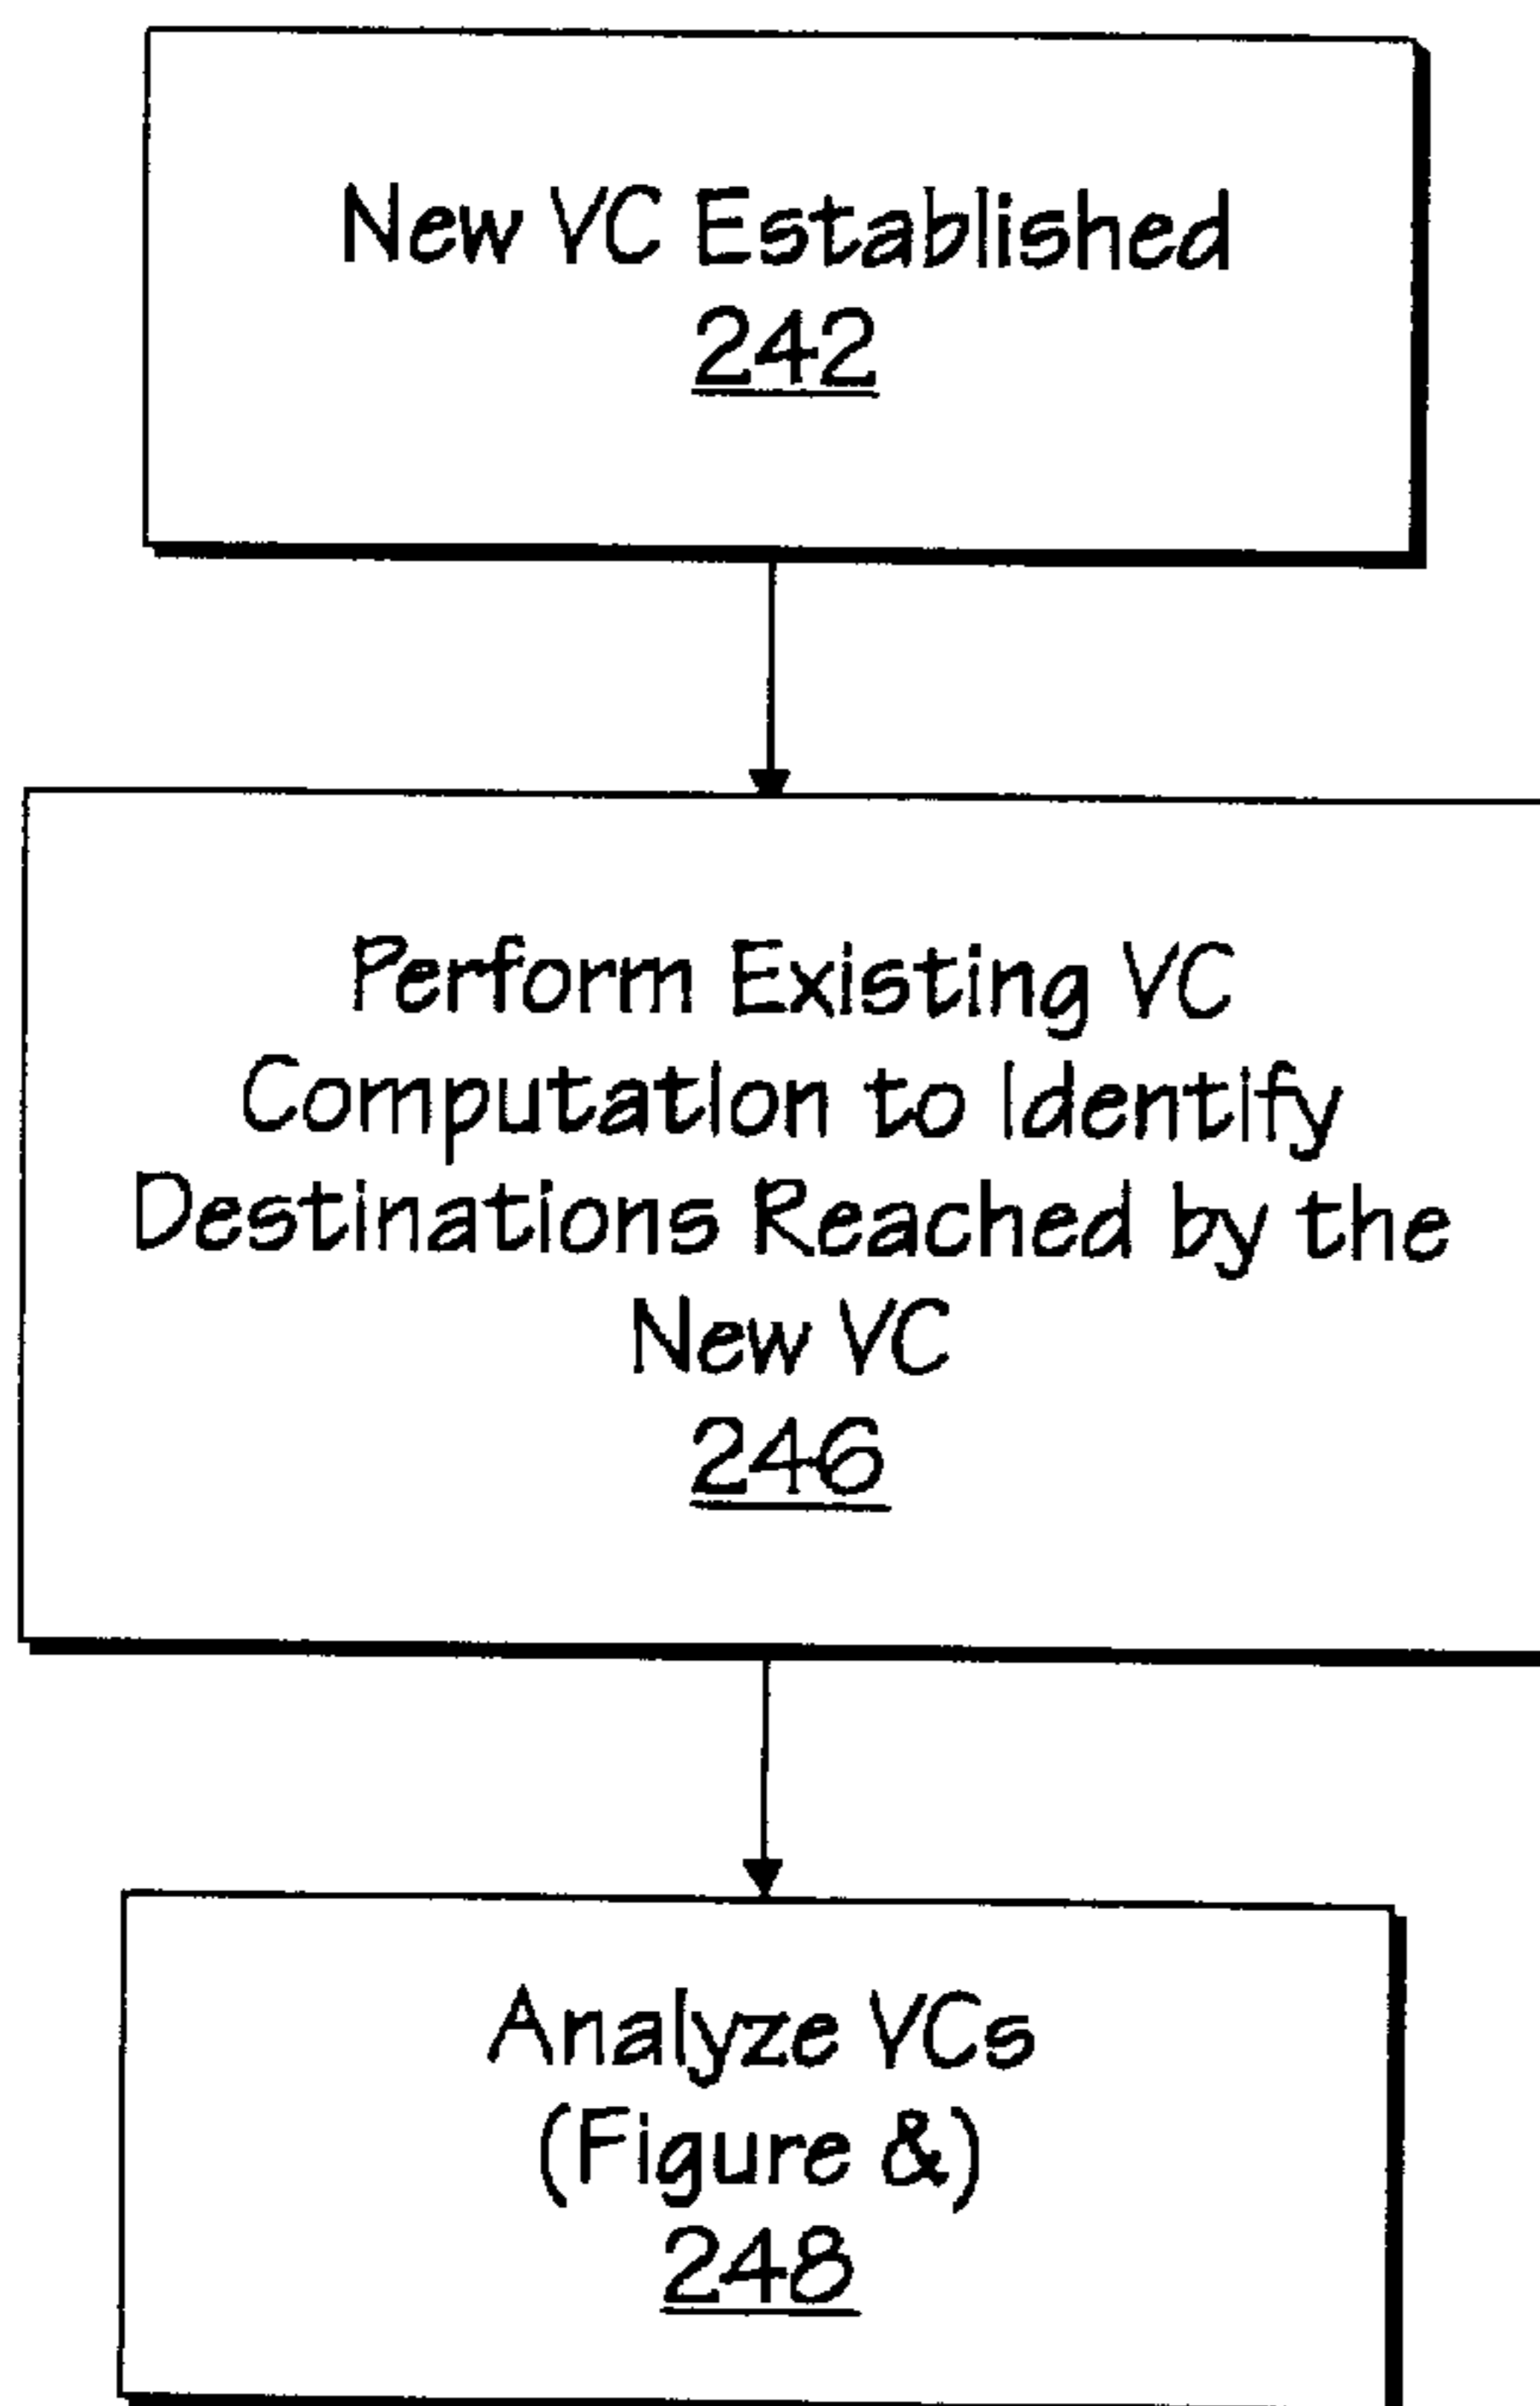 New VC Established
242
Perform Existing VC
Computation to Identify
Destinations Reached by the
New VC
246
Analyze VCs
(Figure &)
248